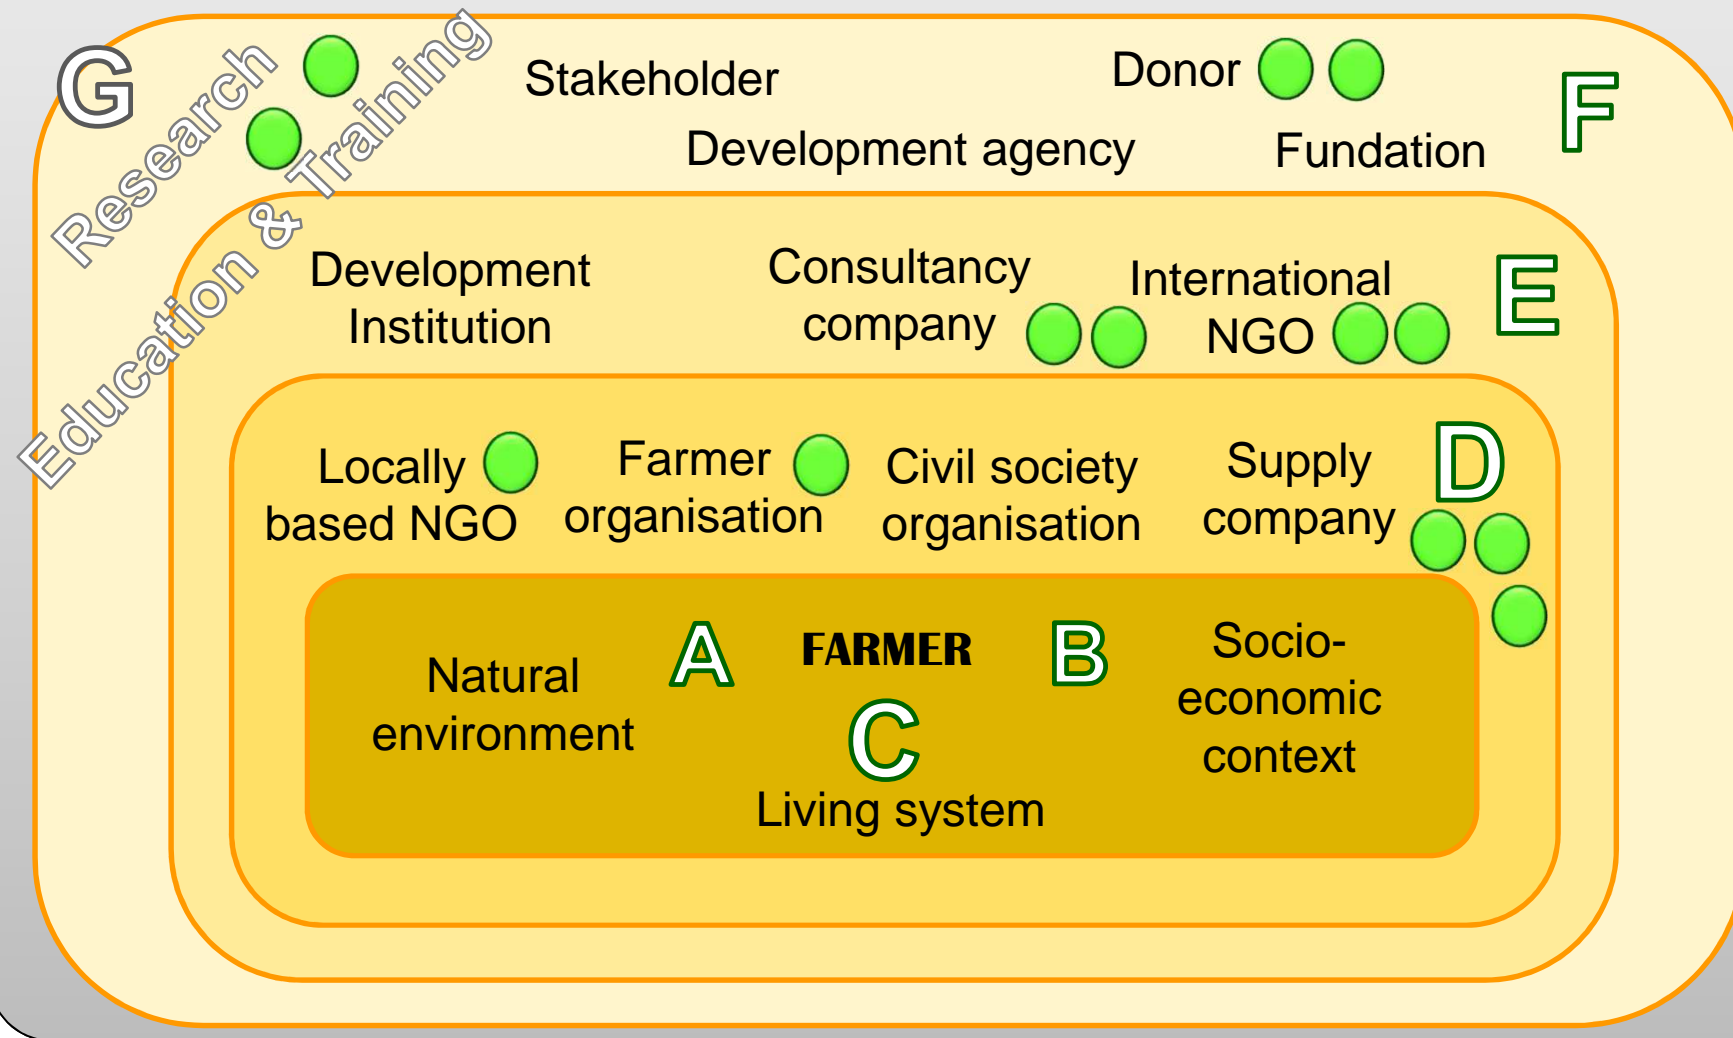 G
Research
Education & Training
Stakeholder
Donor
F
Development agency
Fundation
Development
Institution
Consultancy
company
International
NGO
E
Locally
based NGO
Farmer
organisation
Civil society
organisation
Supply
company
D
Natural
environment
A
FARMER
B
C
Living system
Socio-
economic
context